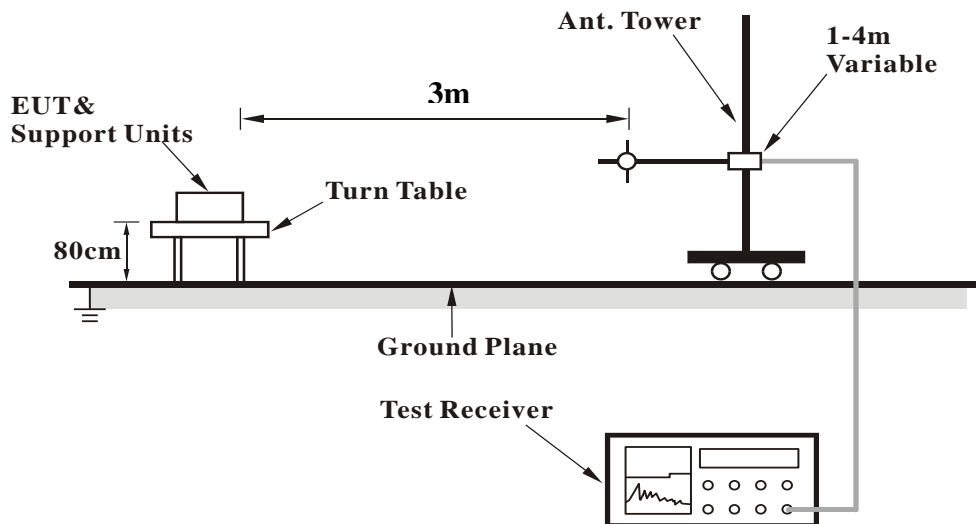 Ant. Tower
1-4m
Variable
3m
EUT&
Support Units
Turn Table
80cm
Ground Plane
Test Receiver